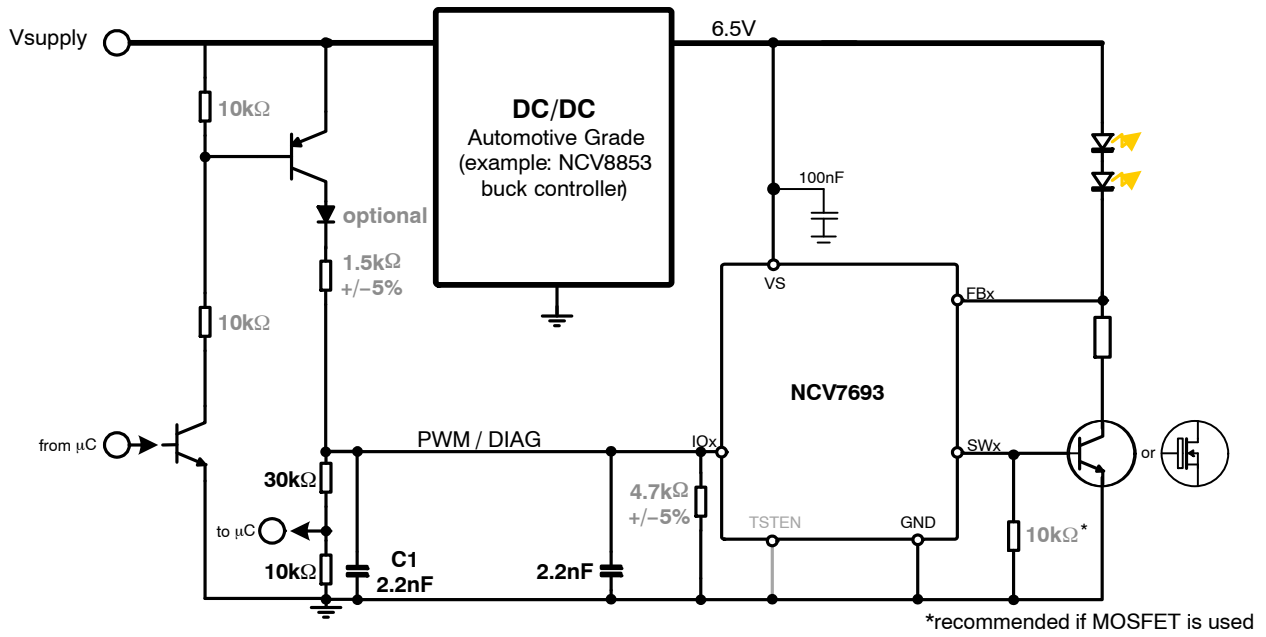 Vsupply
6.5V
10kΩ
DC/DC
Automotive Grade
(example: NCV8853
buck controller)
100nF
optional
1.5kΩ
+/−5%
VS
FBx
10kΩ
NCV7693
from μC
PWM / DIAG
IOx
SWx
or
30kΩ
4.7kΩ
+/−5%
to μC
TSTEN
GND
10kΩ*
10kΩ
C1
2.2nF
2.2nF
*recommended if MOSFET is used